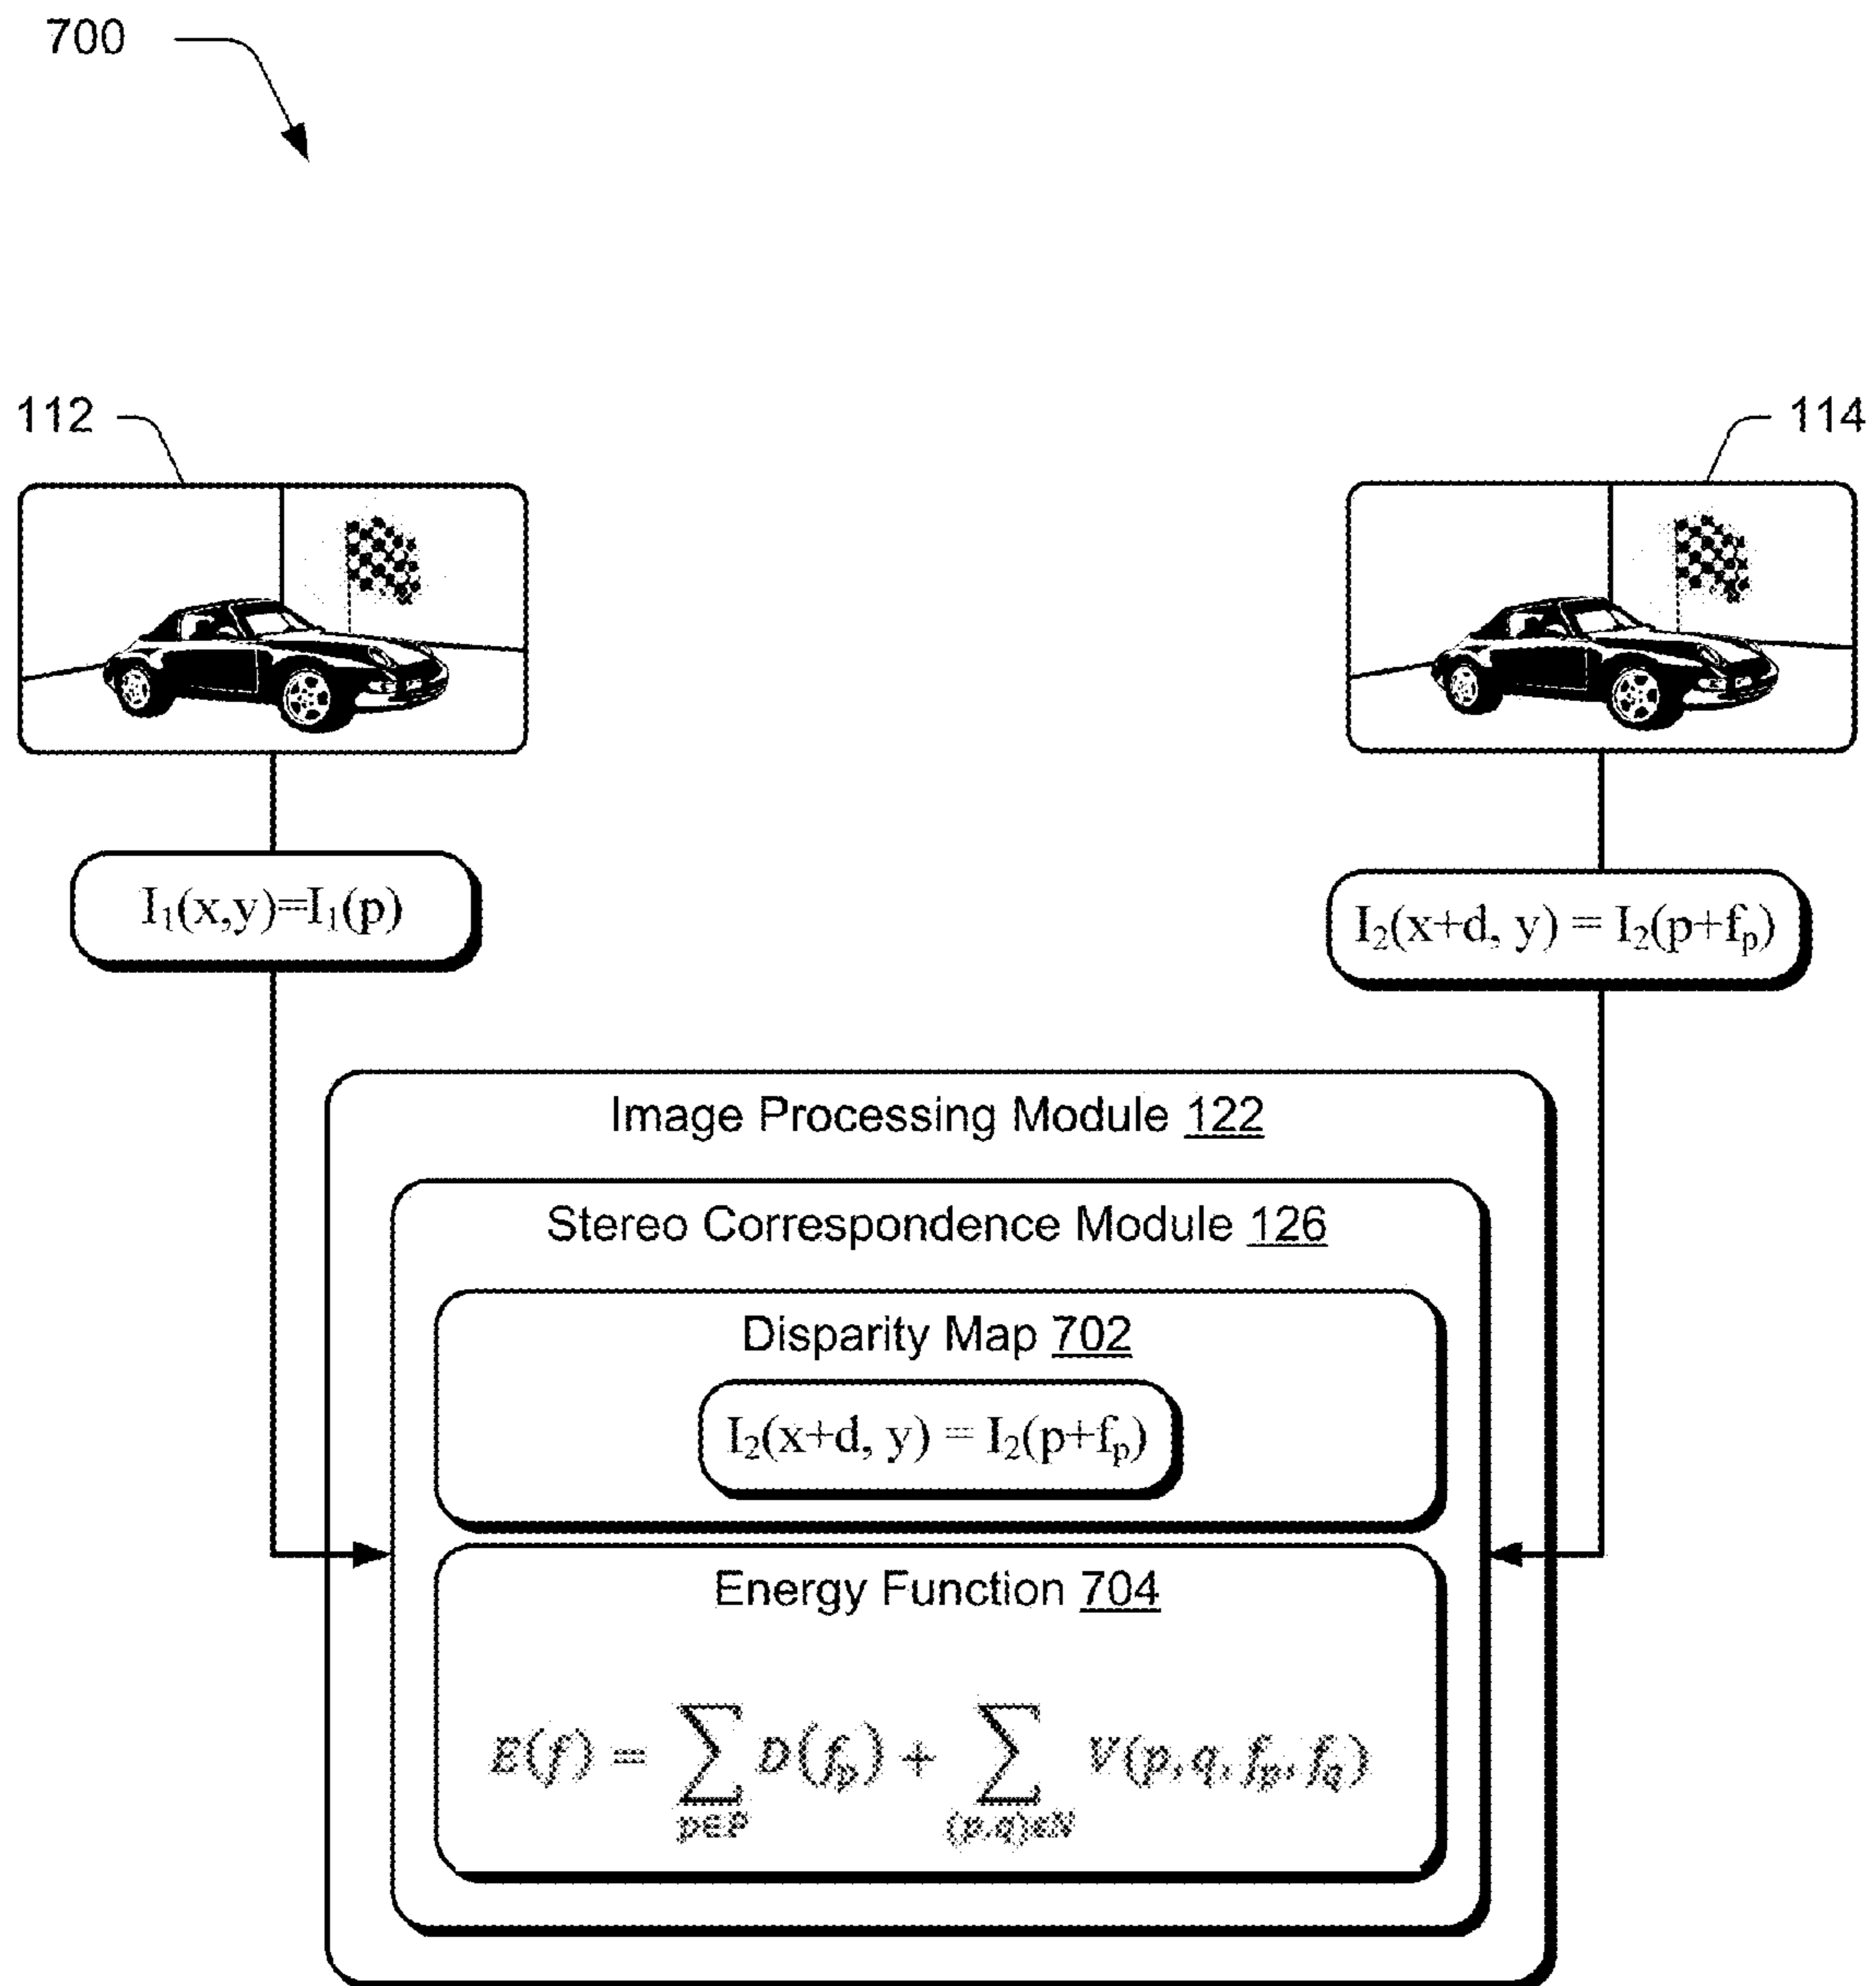 700
112
114
I₁(x,y)=I₁(p)
I₂(x+d, y) = I₂(p+fₚ)
Image Processing Module 122
Stereo Correspondence Module 126
Disparity Map 702
I₂(x+d, y) = I₂(p+fₚ)
Energy Function 704
E(f) = ∑ D(fₚ) + ∑ V(p, q, fₚ, f_q)
p∈P (p,q)∈N